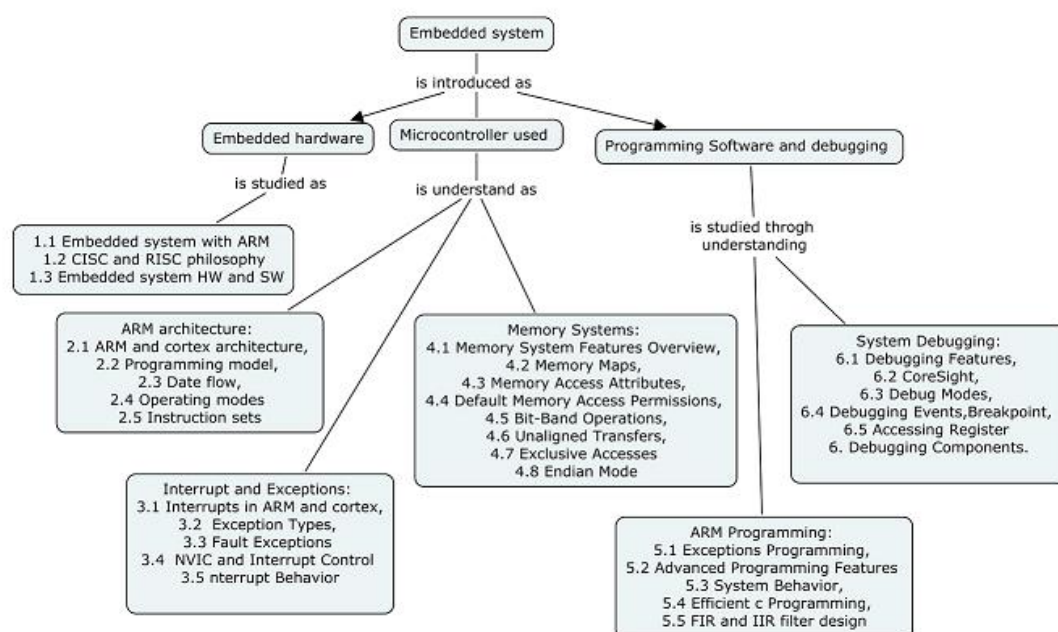 Embedded system
is introduced as
Embedded hardware
Microcontroller used
Programming Software and debugging
is studied as
is understand as
is studied throgh
understanding
1.1 Embedded system with ARM
1.2 CISC and RISC philosophy
1.3 Embedded system HW and SW
ARM architecture:
2.1 ARM and cortex architecture,
2.2 Programming model,
2.3 Date flow,
2.4 Operating modes
2.5 Instruction sets
Memory Systems:
4.1 Memory System Features Overview,
4.2 Memory Maps,
4.3 Memory Access Attributes,
4.4 Default Memory Access Permissions,
4.5 Bit-Band Operations,
4.6 Unaligned Transfers,
4.7 Exclusive Accesses
4.8 Endian Mode
System Debugging:
6.1 Debugging Features,
6.2 CoreSight,
6.3 Debug Modes,
6.4 Debugging Events,Breakpoint,
6.5 Accessing Register
6. Debugging Components.
Interrupt and Exceptions:
3.1 Interrupts in ARM and cortex,
3.2 Exception Types,
3.3 Fault Exceptions
3.4 NVIC and Interrupt Control
3.5 nterrupt Behavior
ARM Programming:
5.1 Exceptions Programming,
5.2 Advanced Programming Features
5.3 System Behavior,
5.4 Efficient c Programming,
5.5 FIR and IIR filter design